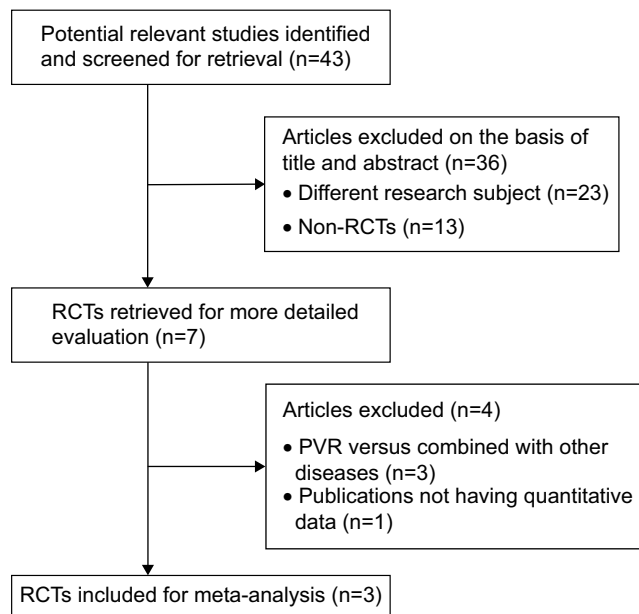 Potential relevant studies identified
and screened for retrieval (n=43)
Articles excluded on the basis of
title and abstract (n=36)
• Different research subject (n=23)
• Non-RCTs (n=13)
RCTs retrieved for more detailed
evaluation (n=7)
Articles excluded (n=4)
• PVR versus combined with other
diseases (n=3)
• Publications not having quantitative
data (n=1)
RCTs included for meta-analysis (n=3)